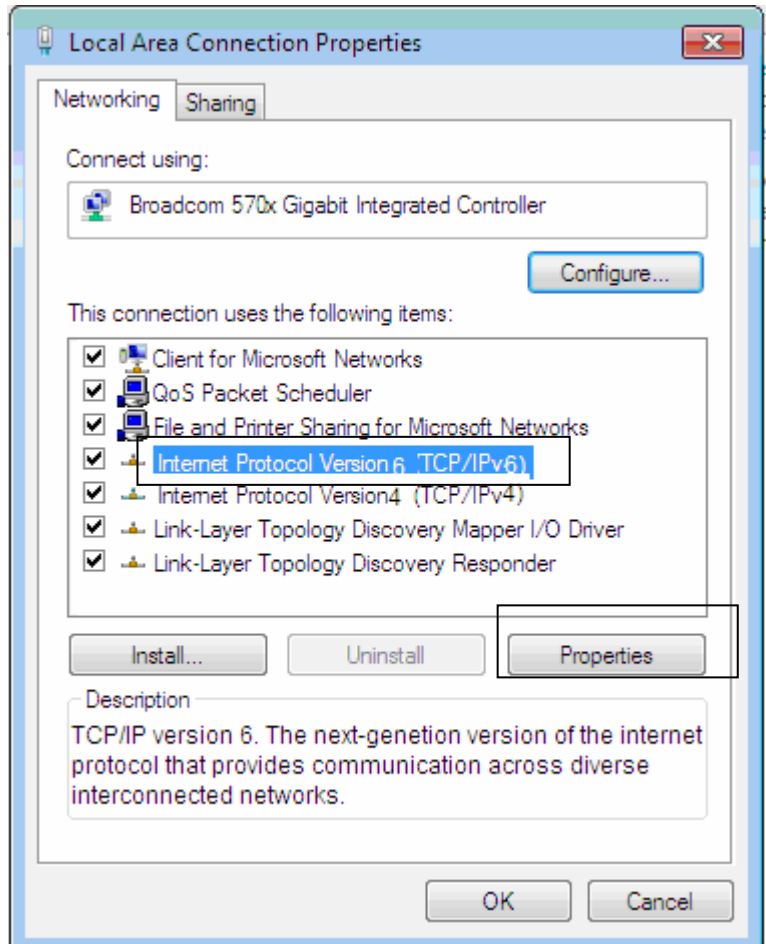 Local Area Connection Properties
Networking Sharing
Connect using:
Broadcom 570x Gigabit Integrated Controller
Configure...
This connection uses the following items:
Client for Microsoft Networks
QoS Packet Scheduler
File and Printer Sharing for Microsoft Networks
Internet Protocol Version 6 (TCP/IPv6)
Internet Protocol Version4 (TCP/IPv4)
Link-Layer Topology Discovery Mapper I/O Driver
Link-Layer Topology Discovery Responder
Install... Uninstall Properties
Description
TCP/IP version 6. The next-genetion version of the internet
protocol that provides communication across diverse
interconnected networks.
OK Cancel